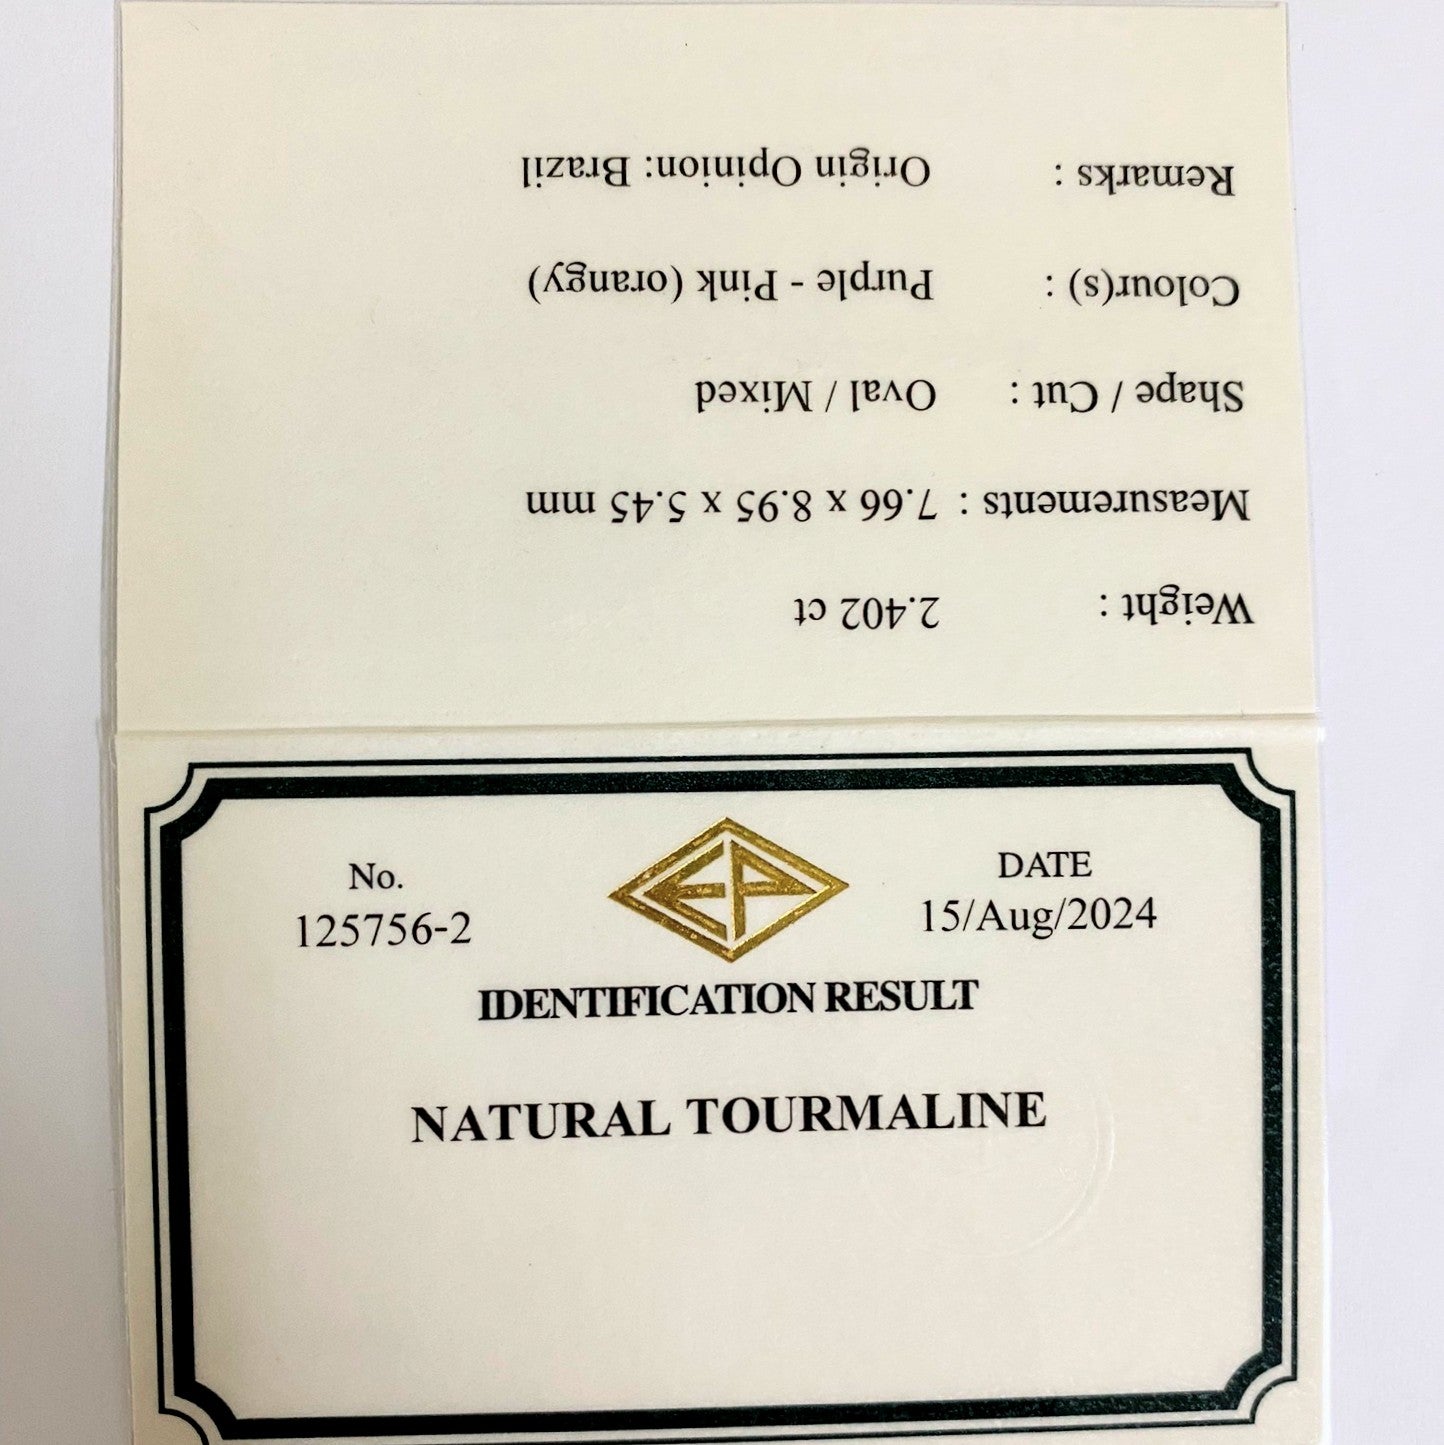 Weight : 2.402 ct
Measurements : 7.66 x 8.95 x 5.45 mm
Shape / Cut : Oval / Mixed
Colour(s) : Purple - Pink (orangy)
Remarks : Origin Opinion: Brazil
No.
125756-2
EP
DATE
15/Aug/2024
IDENTIFICATION RESULT
NATURAL TOURMALINE